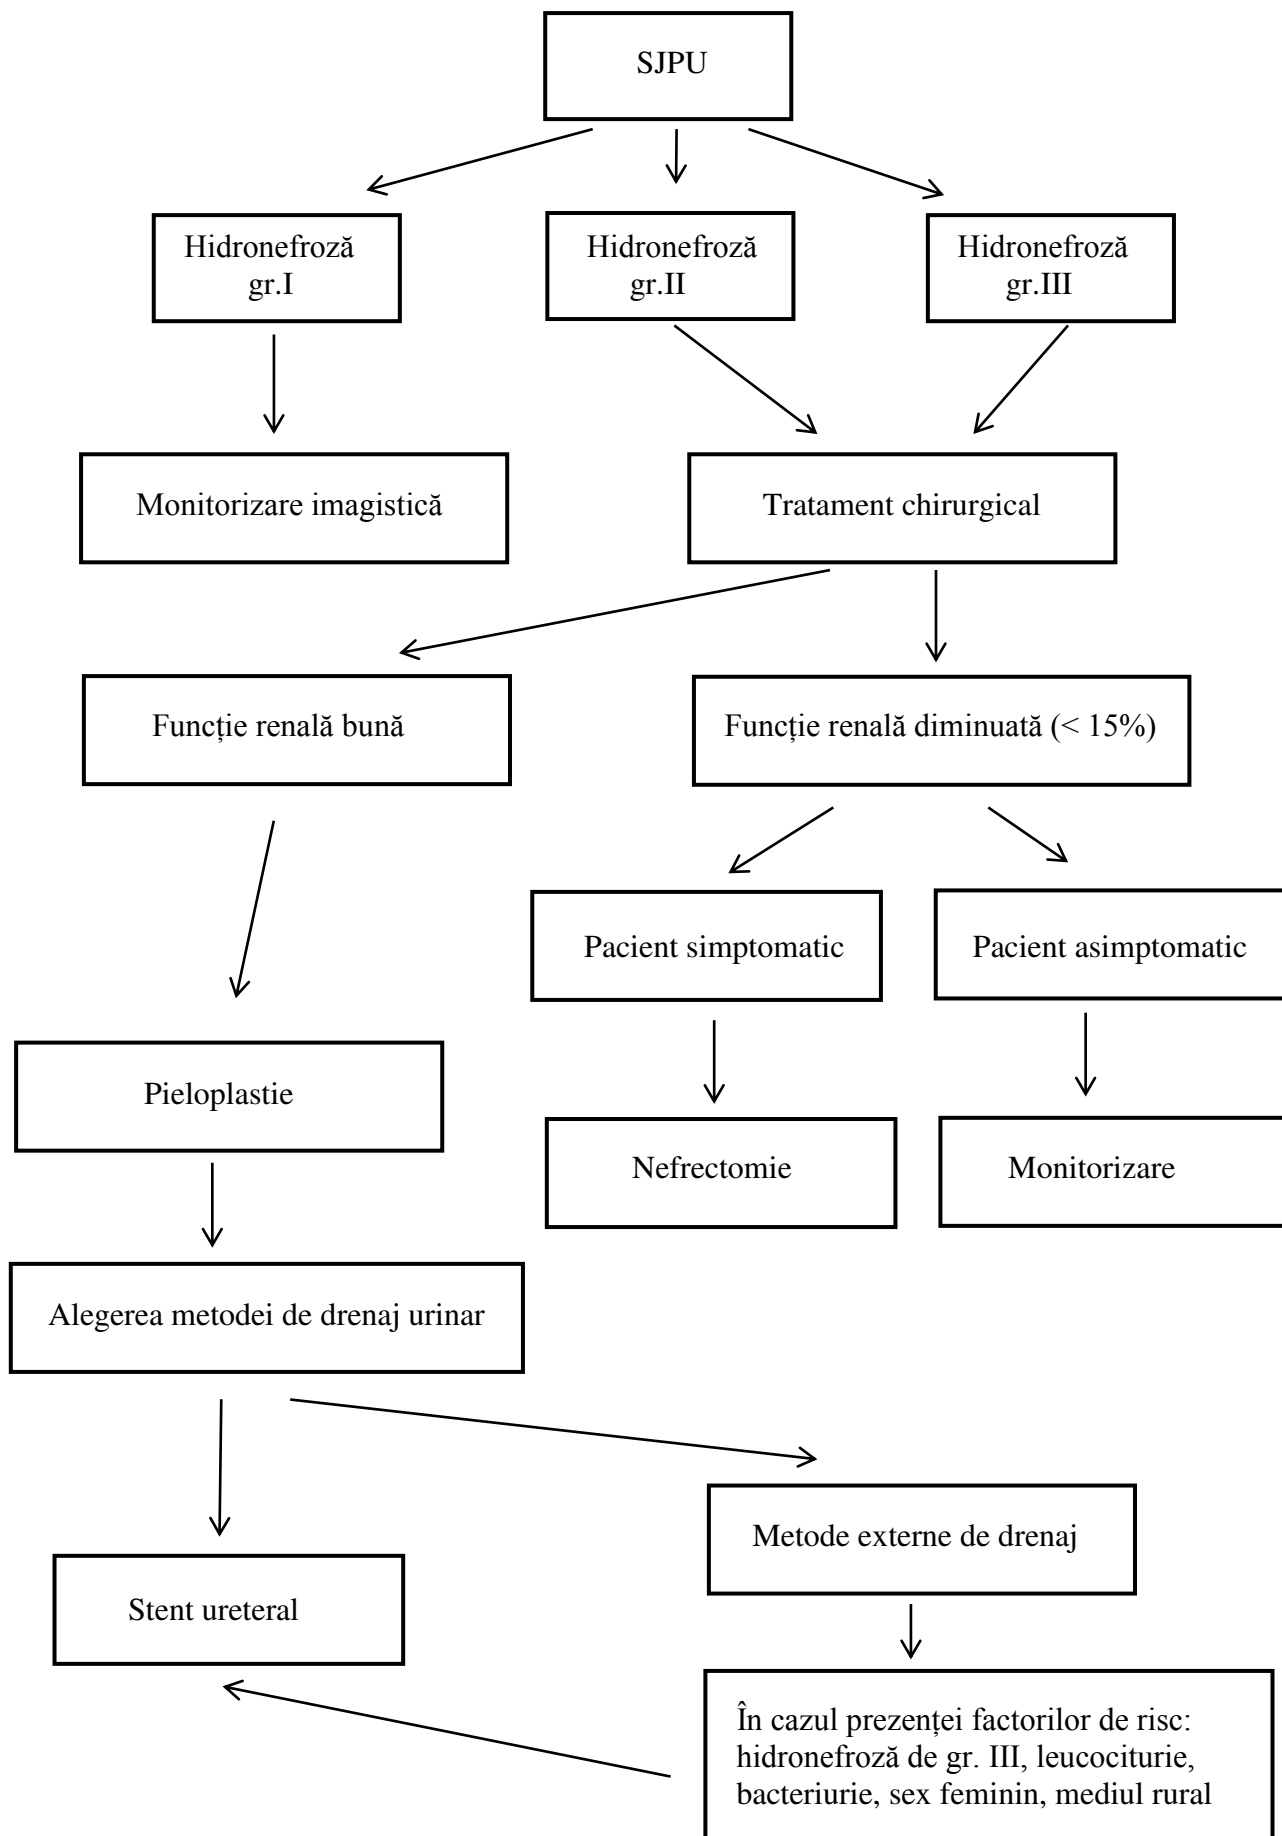 SJPU
Hidronefroză
gr.I
Hidronefroză
gr.II
Hidronefroză
gr.III
Monitorizare imagistică
Tratament chirurgical
Funcție renală bună
Funcție renală diminuată (< 15%)
Pacient simptomatic
Pacient asimptomatic
Pieloplastie
Nefrectomie
Monitorizare
Alegerea metodei de drenaj urinar
Metode externe de drenaj
Stent ureteral
În cazul prezenței factorilor de risc:
hidronefroză de gr. III, leucociturie,
bacteriurie, sex feminin, mediul rural